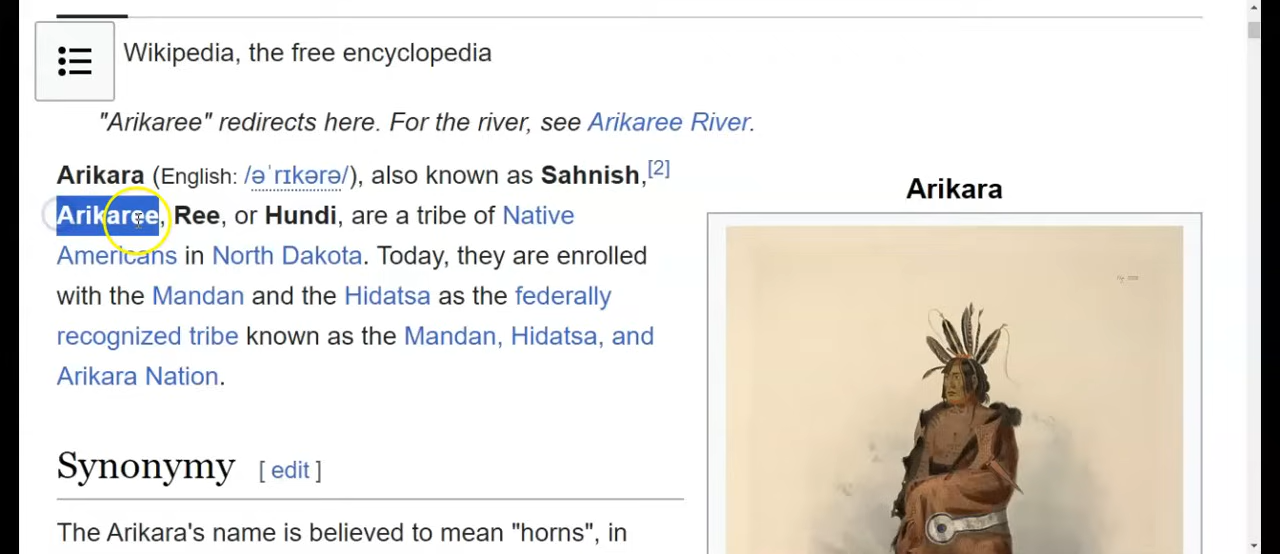 Wikipedia, the free encyclopedia
"Arikaree" redirects here. For the river, see Arikaree River.
Arikara (English: /əˈrɪkərə/), also known as Sahnish,[2]
Arikaree, Ree, or Hundi, are a tribe of Native
Americans in North Dakota. Today, they are enrolled
with the Mandan and the Hidatsa as the federally
recognized tribe known as the Mandan, Hidatsa, and
Arikara Nation.
Arikara
Synonymy [ edit ]
The Arikara's name is believed to mean "horns", in